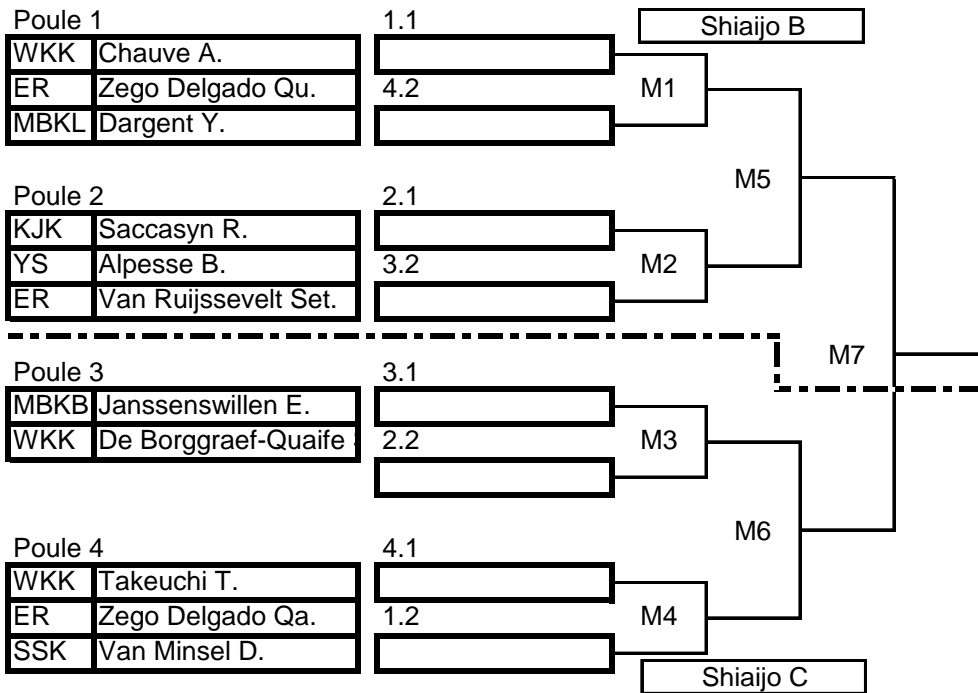 Poule 1 1.1 Shiaijo B
WKK Chauve A.
ER Zego Delgado Qu. 4.2 M1
MBKL Dargent Y.
M5
Poule 2 2.1
KJK Saccasyn R.
YS Alpesse B. 3.2 M2
ER Van Ruijssevelt Set.
M7
Poule 3 3.1
MBKB Janssenswillen E.
WKK De Borggraef-Quaife 2.2 M3
M6
Poule 4 4.1
WKK Takeuchi T.
ER Zego Delgado Qa. 1.2 M4
SSK Van Minsel D.
Shiaijo C